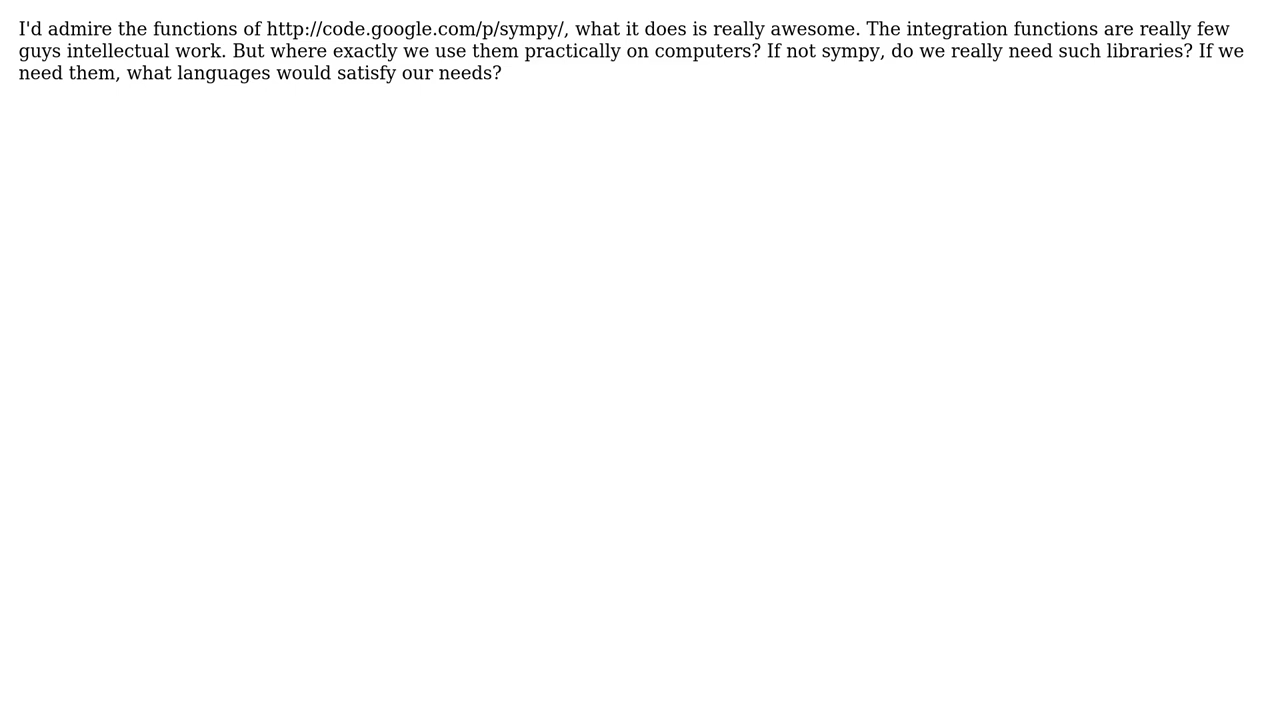 I'd admire the functions of http://code.google.com/p/sympy/, what it does is really awesome. The integration functions are really few
guys intellectual work. But where exactly we use them practically on computers? If not sympy, do we really need such libraries? If we
need them, what languages would satisfy our needs?